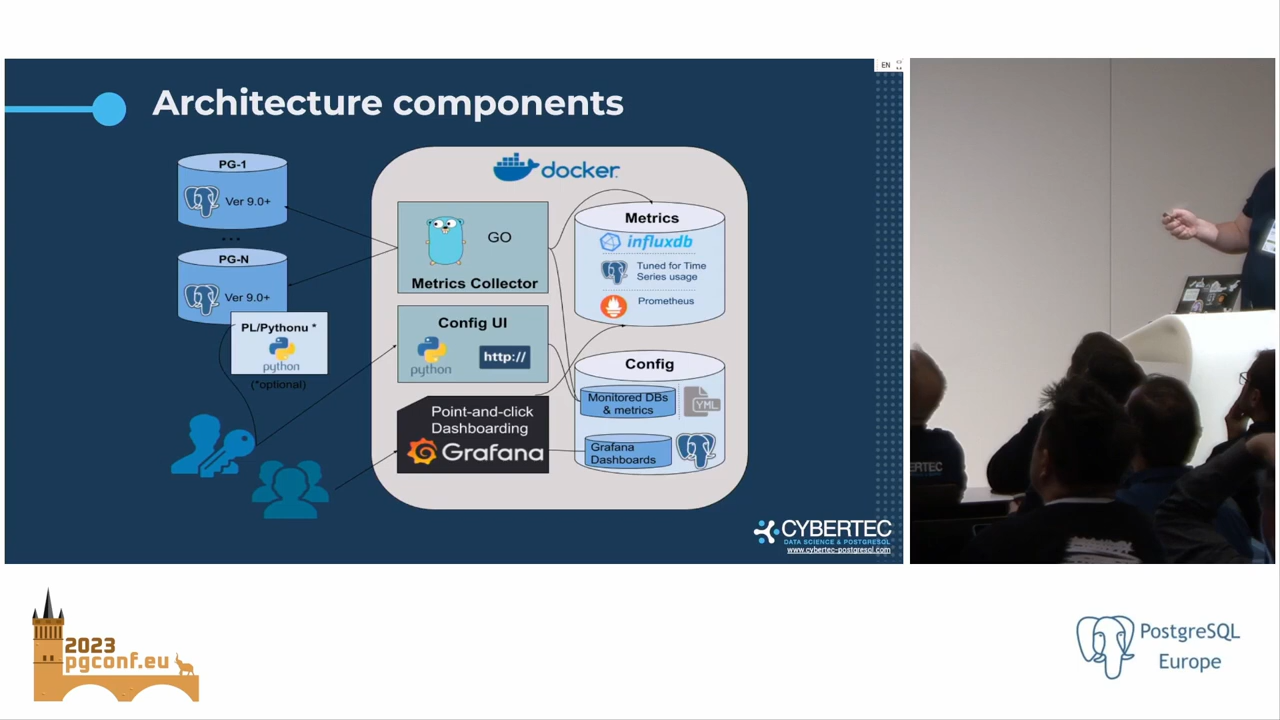 EN
Architecture components
PG-1
Ver 9.0+
...
PG-N
Ver 9.0+
PL/Pythonu *
python
(*optional)
docker
GO
Metrics Collector
Config UI
python
http://
Point-and-click
Dashboarding
Grafana
Metrics
influxdb
Tuned for Time
Series usage
Prometheus
Config
Monitored DBs
& metrics
YML
Grafana
Dashboards
CYBERTEC
DATA SCIENCE & POSTGRESQL
www.cybertec-postgresql.com
2023
pgconf.eu
PostgreSQL
Europe